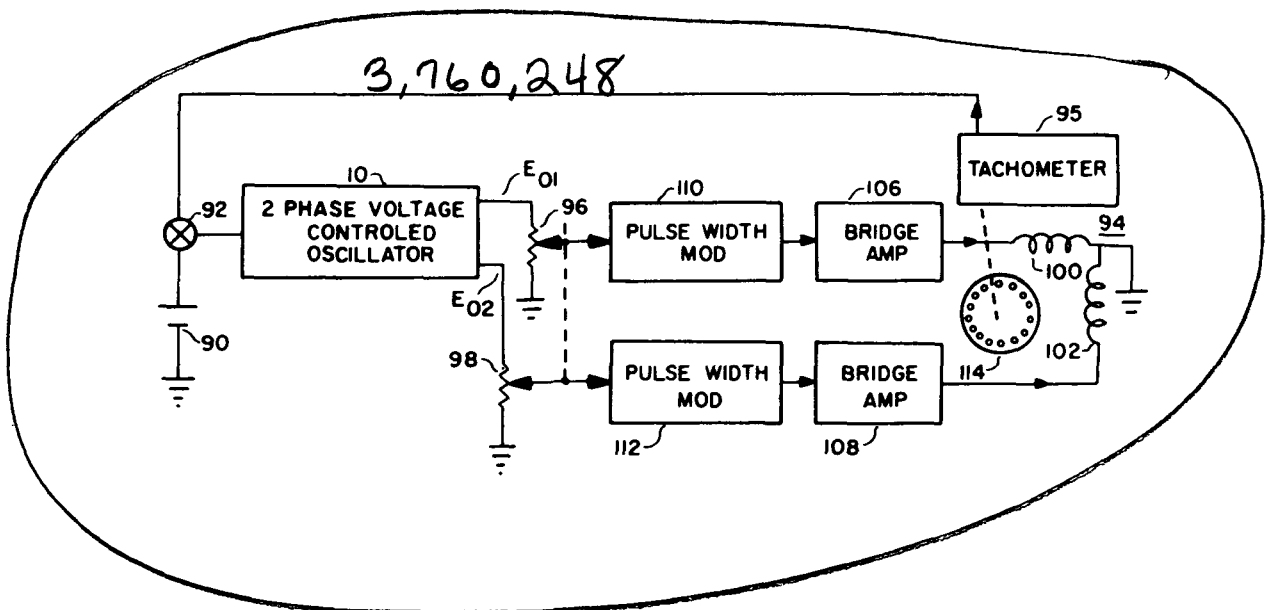 3,760,248
95
TACHOMETER
10
E01
92
2 PHASE VOLTAGE
CONTROLED
OSCILLATOR
96
110
PULSE WIDTH
MOD
106
BRIDGE
AMP
94
100
E02
90
98
102
114
PULSE WIDTH
MOD
112
BRIDGE
AMP
108